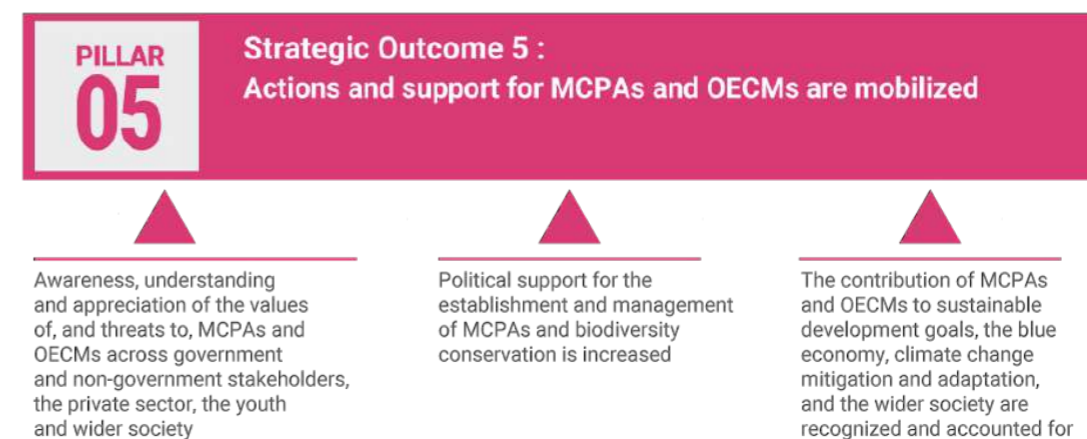 PILLAR
05
Strategic Outcome 5 :
Actions and support for MCPAs and OECMs are mobilized
Awareness, understanding
and appreciation of the values
of, and threats to, MCPAs and
OECMs across government
and non-government stakeholders,
the private sector, the youth
and wider society
Political support for the
establishment and management
of MCPAs and biodiversity
conservation is increased
The contribution of MCPAs
and OECMs to sustainable
development goals, the blue
economy, climate change
mitigation and adaptation,
and the wider society are
recognized and accounted for